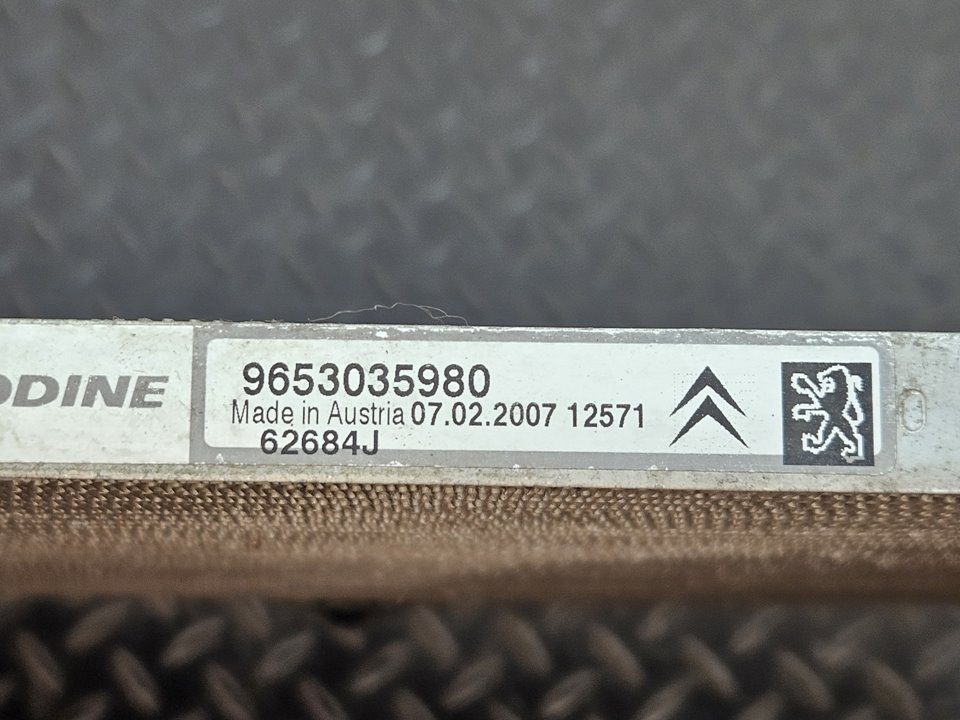 ODINE
9653035980
Made in Austria 07.02.2007 12571
62684J